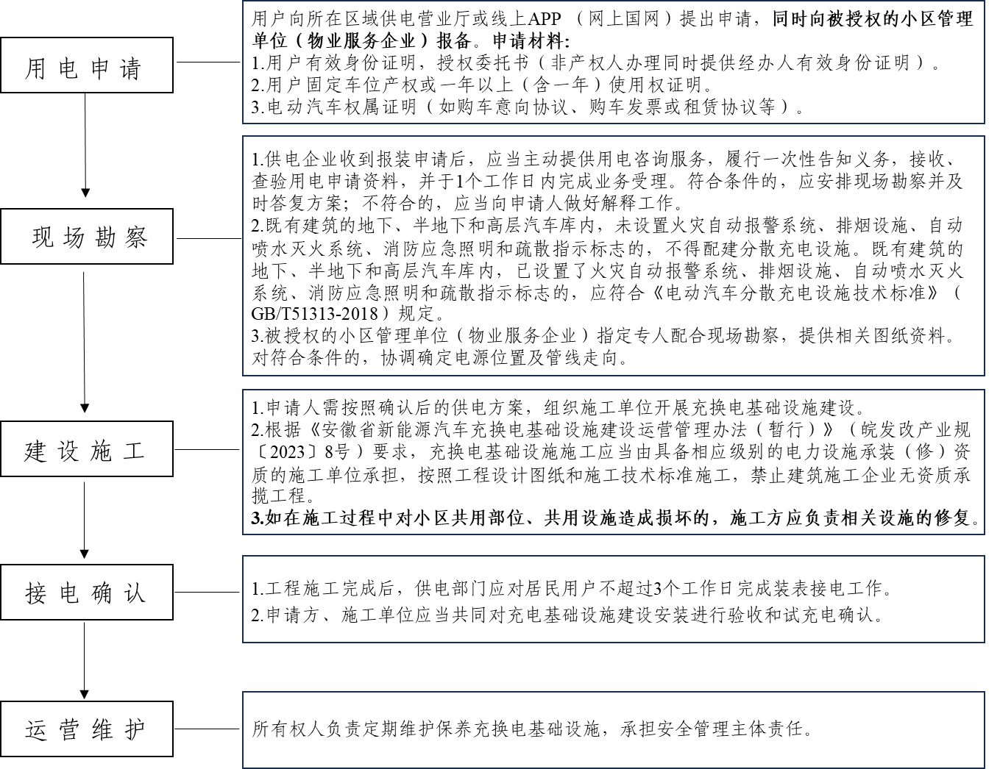 用电申请
用户向所在区域供电营业厅或线上APP（网上国网）提出申请，同时向被授权的小区管理
单位（物业服务企业）报备。申请材料：
1.用户有效身份证明，授权委托书（非产权人办理同时提供经办人有效身份证明）。
2.用户固定车位产权或一年以上（含一年）使用权证明。
3.电动汽车权属证明（如购车意向协议、购车发票或租赁协议等）。
现场勘察
1.供电企业收到报装申请后，应当主动提供用电咨询服务，履行一次性告知义务，接收、
查验用电申请资料，并于1个工作日内完成业务受理。符合条件的，应安排现场勘察并及
时答复方案；不符合的，应当向申请人做好解释工作。
2.既有建筑的地下、半地下和高层汽车库内，未设置火灾自动报警系统、排烟设施、自动
喷水灭火系统、消防应急照明和疏散指示标志的，不得配建分散充电设施。既有建筑的
地下、半地下和高层汽车库内，已设置了火灾自动报警系统、排烟设施、自动喷水灭火
系统、消防应急照明和疏散指示标志的，应符合《电动汽车分散充电设施技术标准》（
GB/T51313-2018）规定。
3.被授权的小区管理单位（物业服务企业）指定专人配合现场勘察，提供相关图纸资料。
对符合条件的，协调确定电源位置及管线走向。
建设施工
1.申请人需按照确认后的供电方案，组织施工单位开展充换电基础设施建设。
2.根据《安徽省新能源汽车充换电基础设施建设运营管理办法（暂行）》（皖发改产业规
〔2023〕8号）要求，充换电基础设施施工应当由具备相应级别的电力设施承装（修）资
质的施工单位承担，按照工程设计图纸和施工技术标准施工，禁止建筑施工企业无资质承
揽工程。
3.如在施工过程中对小区共用部位、共用设施造成损坏的，施工方应负责相关设施的修复。
接电确认
1.工程施工完成后，供电部门应对居民用户不超过3个工作日完成装表接电工作。
2.申请方、施工单位应当共同对充电基础设施建设安装进行验收和试充电确认。
运营维护
所有权人负责定期维护保养充换电基础设施，承担安全管理主体责任。